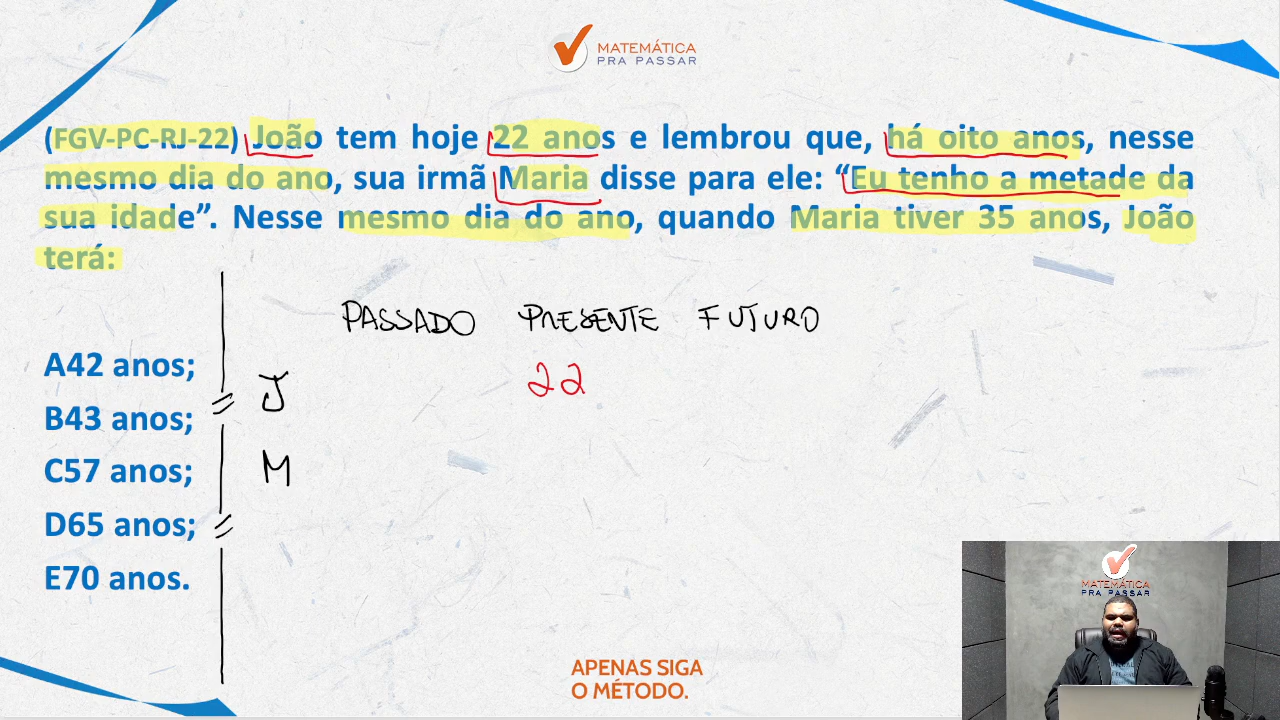 MATEMÁTICA
PRA PASSAR
(FGV-PC-RJ-22) João tem hoje 22 anos e lembrou que, há oito anos, nesse
mesmo dia do ano, sua irmã Maria disse para ele: “Eu tenho a metade da
sua idade”. Nesse mesmo dia do ano, quando Maria tiver 35 anos, João
terá:
PASSADO PRESENTE FUTURO
A42 anos;
22
J
B43 anos;
M
C57 anos;
D65 anos;
E70 anos.
MATEMÁTICA
PRA PASSAR
APENAS SIGA
O MÉTODO.